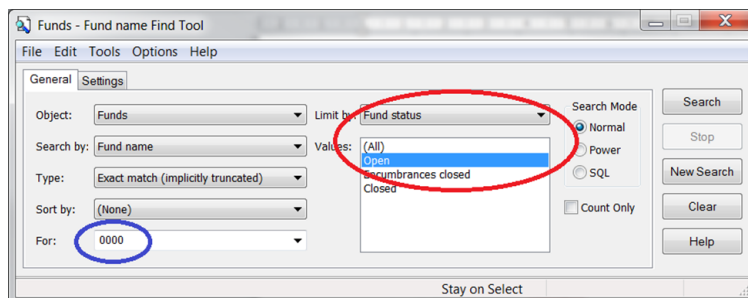 Funds - Fund name Find Tool
File Edit Tools Options Help
General Settings
Object: Funds Limit by: Fund status Search Mode Search
Normal
Search by: Fund name Values: (All) Power Stop
Open
Type: Exact match (implicitly truncated) Encumbrances closed SQL New Search
Closed
Sort by: (None) Count Only Clear
For: 0000 Help
Stay on Select